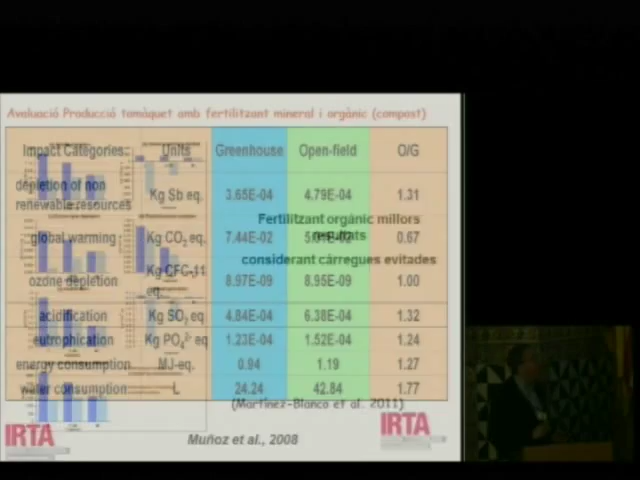 Avaluació Producció tomàquet amb fertilitzant mineral i orgànic (compost)
Impact Categories Units Greenhouse Open-field O/G
depletion of non renewable resources Kg Sb eq. 3.65E-04 4.79E-04 1.31
Fertilitzant orgànic millors
resultats
global warming Kg CO2 eq. 7.44E-02 0.67
considerant càrregues evitades
ozone depletion Kg CFC-11 eq. 8.97E-09 8.95E-09 1.00
acidification Kg SO2 eq 4.84E-04 6.38E-04 1.32
eutrophication Kg PO4 3- eq 1.23E-04 1.52E-04 1.24
energy consumption MJ-eq. 0.94 1.19 1.27
water consumption L 24.24 42.84 1.77
(Martínez-Blanco et al. 2011)
IRTA
Muñoz et al., 2008
IRTA